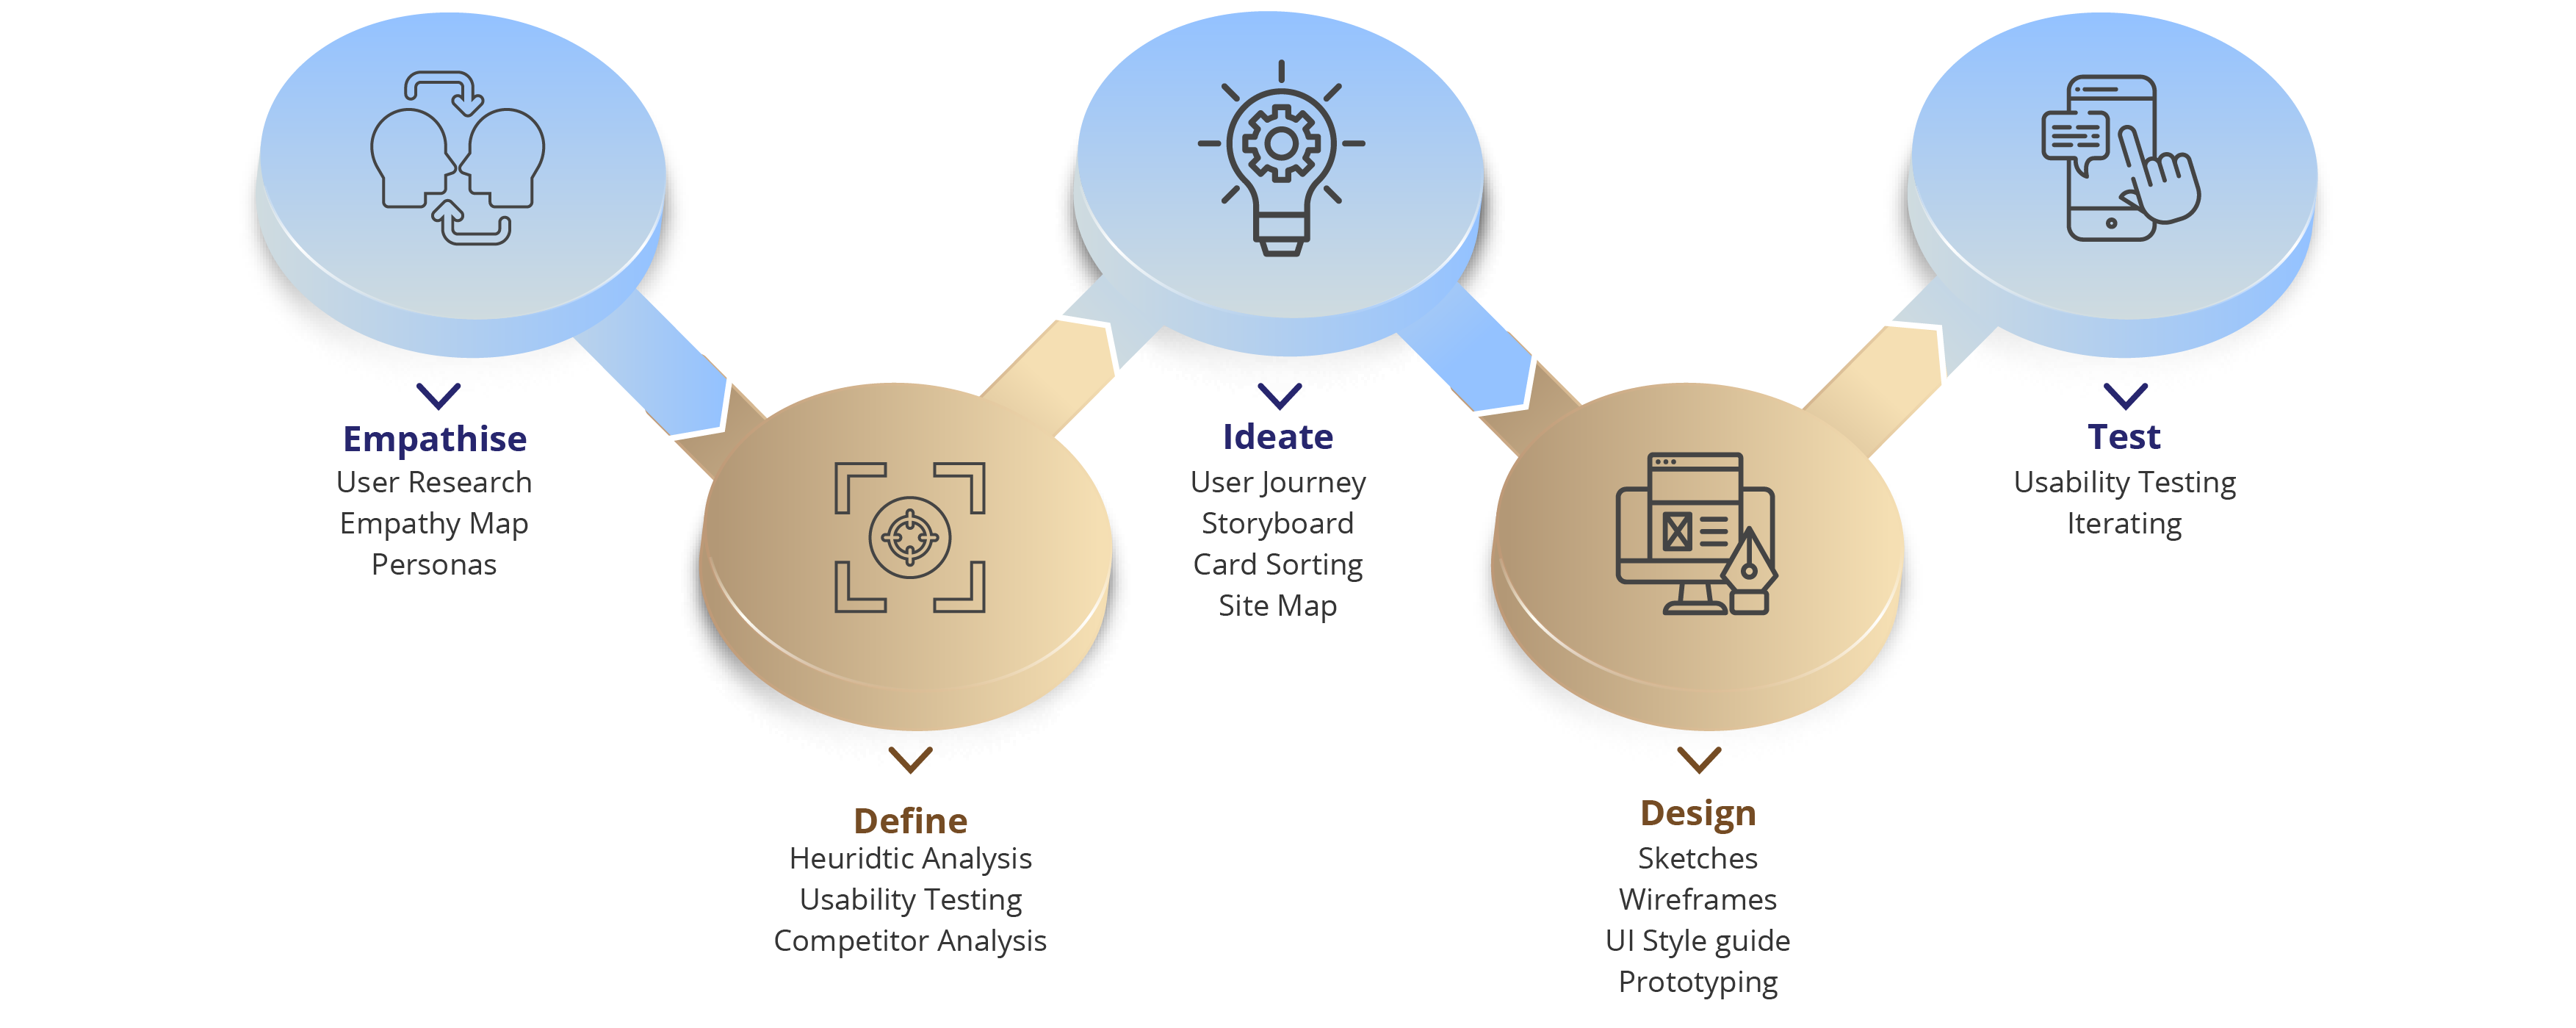 Empathise
User Research
Empathy Map
Personas
Define
Heuridtic Analysis
Usability Testing
Competitor Analysis
Ideate
User Journey
Storyboard
Card Sorting
Site Map
Design
Sketches
Wireframes
UI Style guide
Prototyping
Test
Usability Testing
Iterating